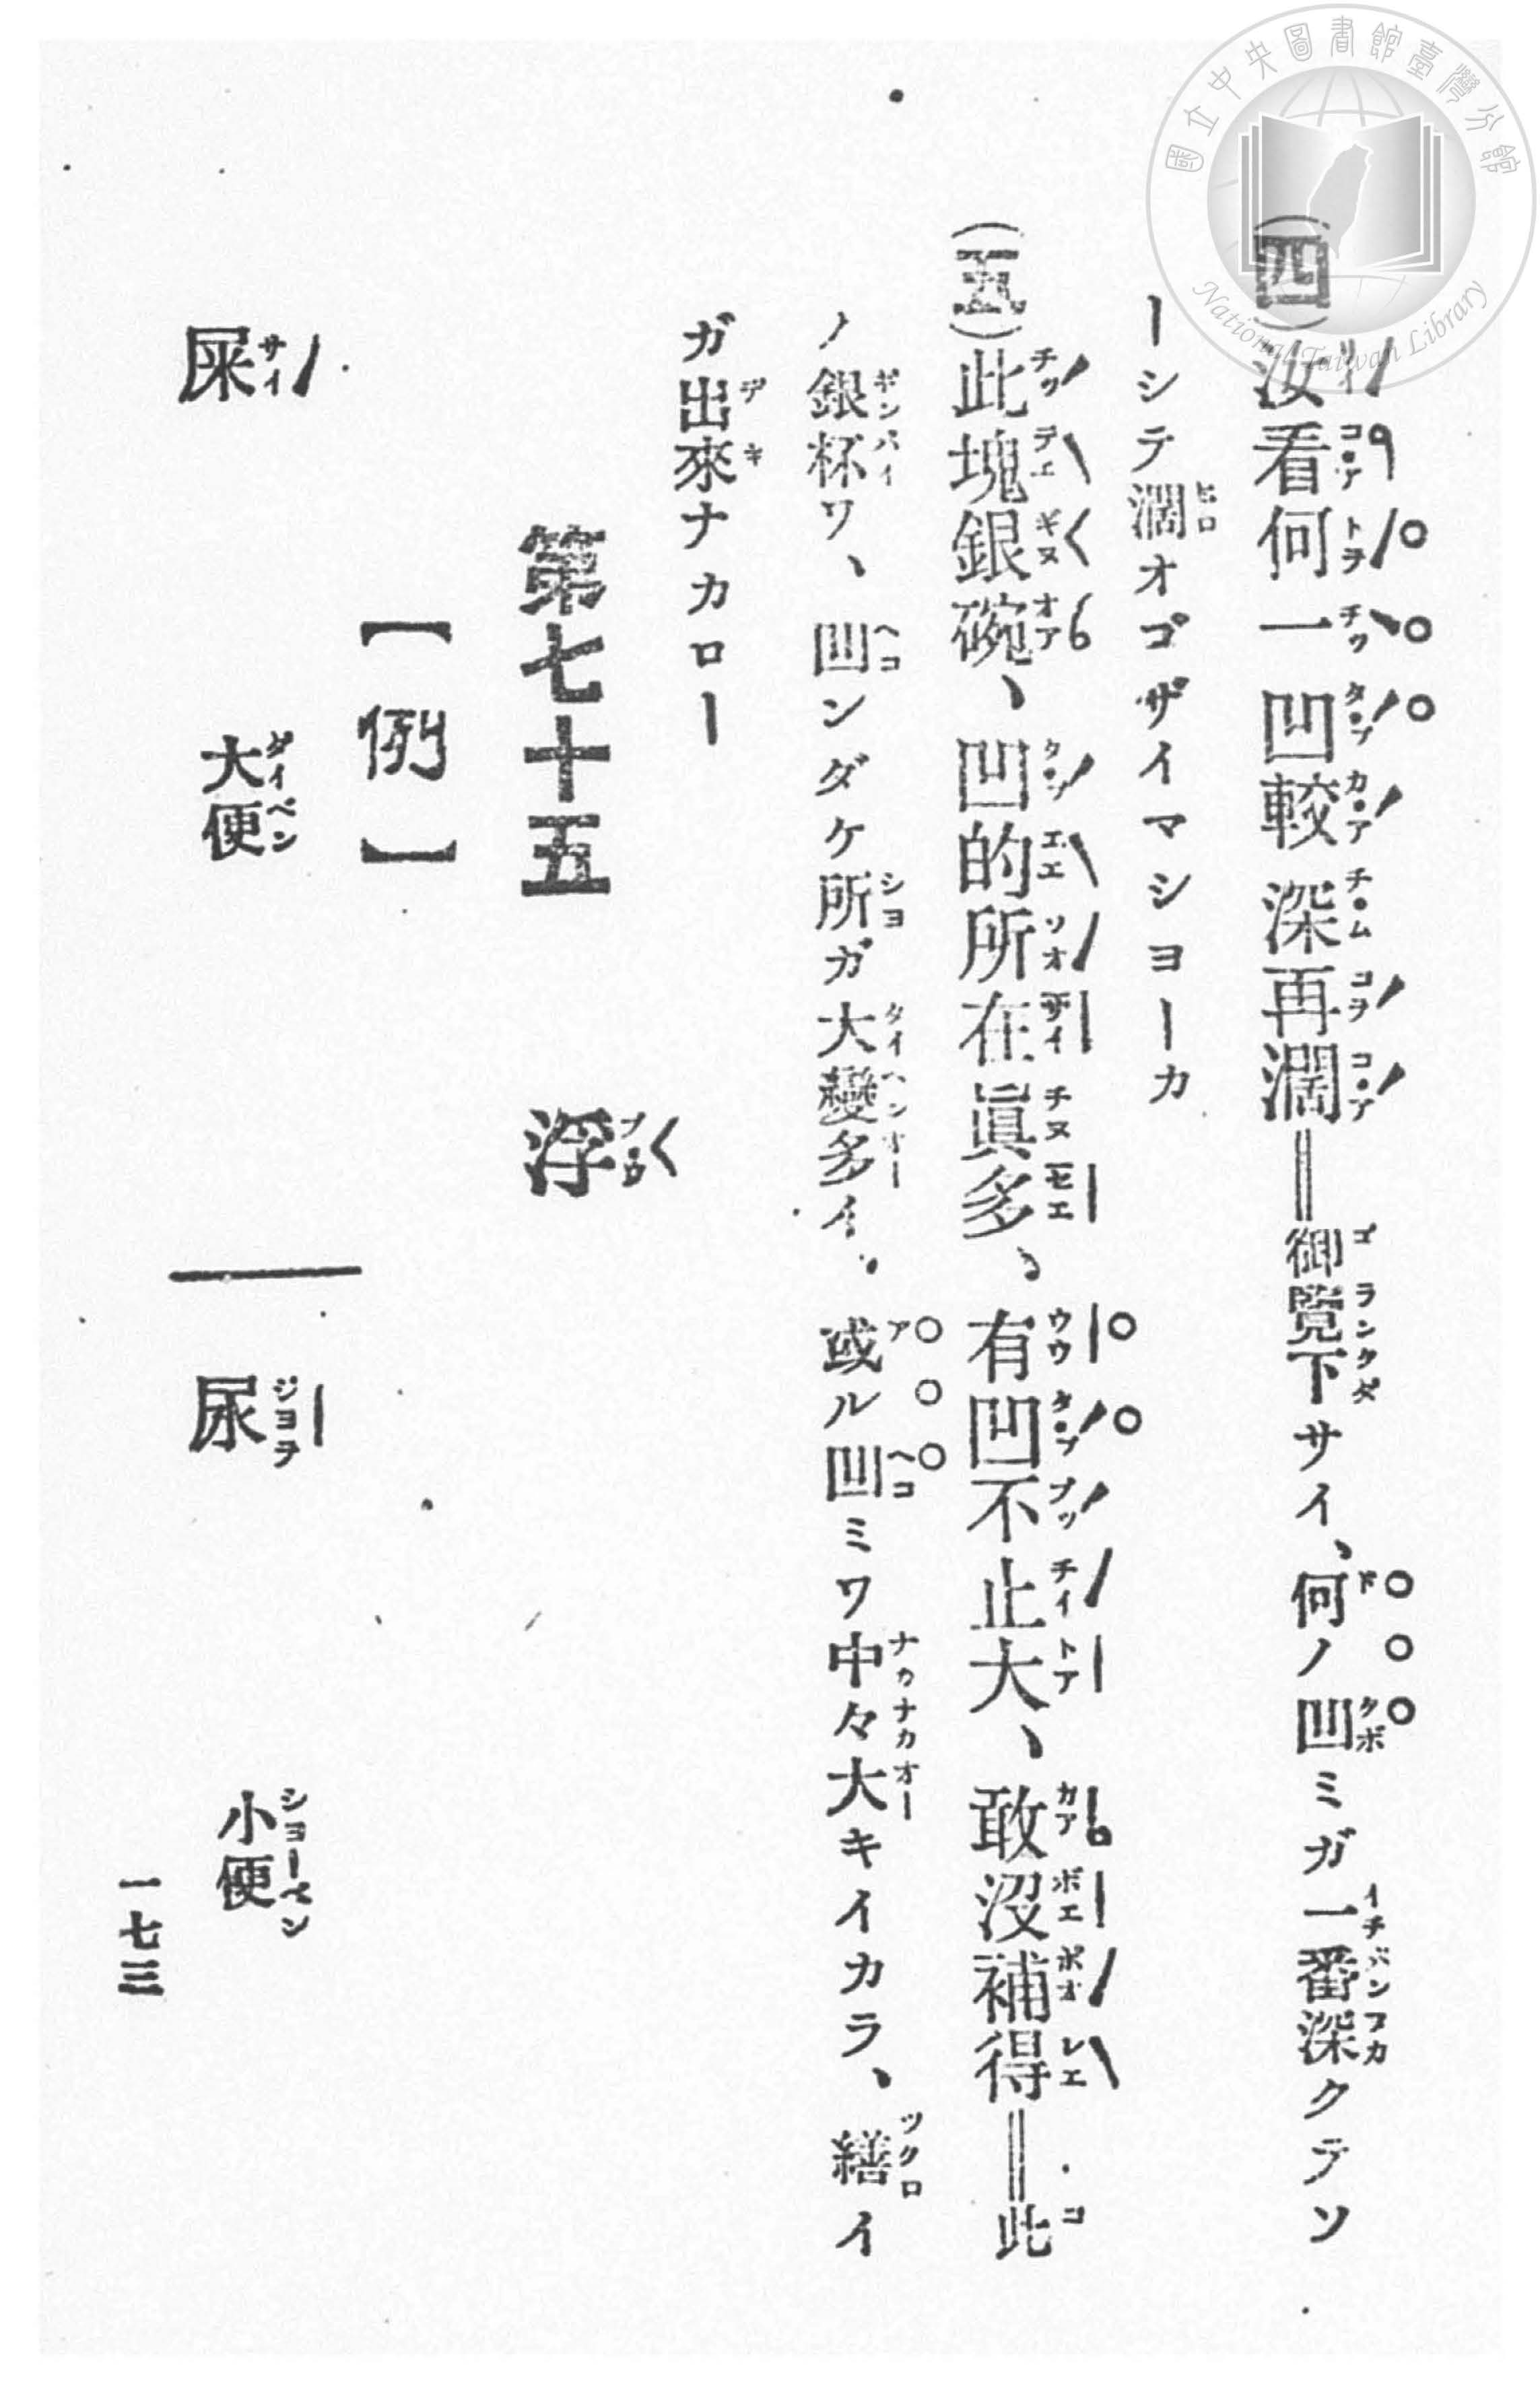 國立中央圖書館臺灣分館
National Taiwan Library
(四)汝看何一凹較深再濶═御覽下サイ、何ノ凹ミガ一番深クテソ
ーシテ濶オゴザイマショーカ
(五)此塊銀碗、凹的所在眞多、有凹不止大、敢沒補得═此
ノ銀杯ワ、凹ンダケ所ガ大變多イ、或ル凹ミワ中々大キイカラ、繕イ
ガ出來ナカロー
第七十五 浮
【例】
屎 大便 ― 尿 小便
一七三